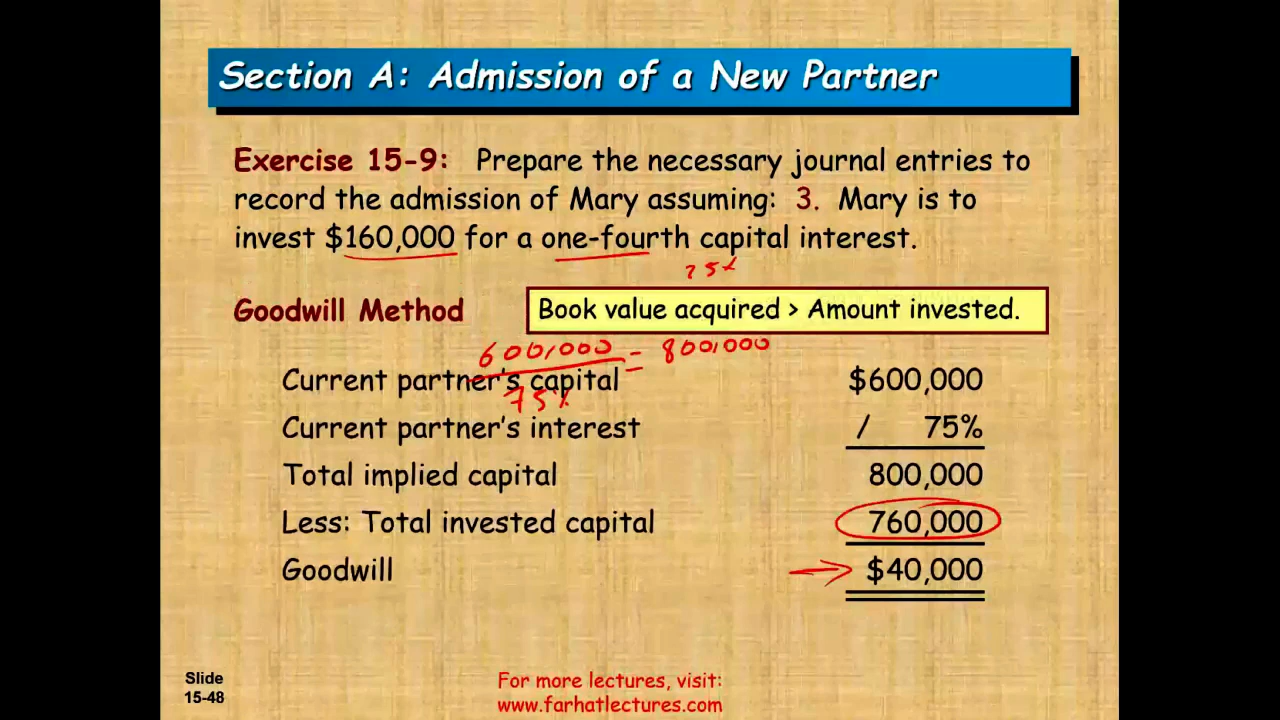 Section A: Admission of a New Partner
Exercise 15-9: Prepare the necessary journal entries to
record the admission of Mary assuming: 3. Mary is to
invest $160,000 for a one-fourth capital interest.
25%
Goodwill Method
Book value acquired > Amount invested.
600,000 = 800,000
75%
Current partner's capital $600,000
Current partner's interest / 75%
Total implied capital 800,000
Less: Total invested capital 760,000
Goodwill $40,000
Slide
15-48
For more lectures, visit:
www.farhatlectures.com